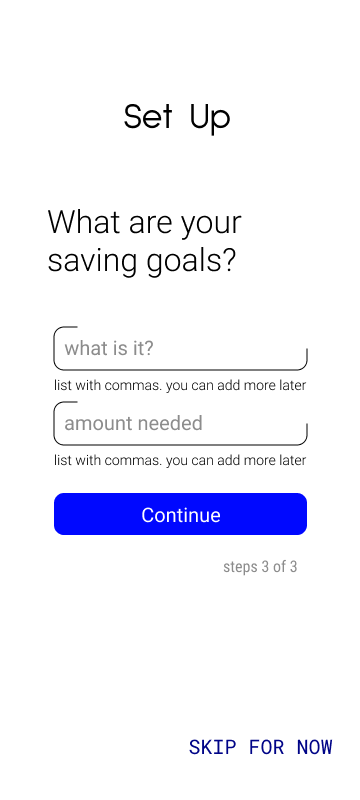 Set Up
What are your
saving goals?
what is it?
list with commas. you can add more later
amount needed
list with commas. you can add more later
Continue
steps 3 of 3
SKIP FOR NOW